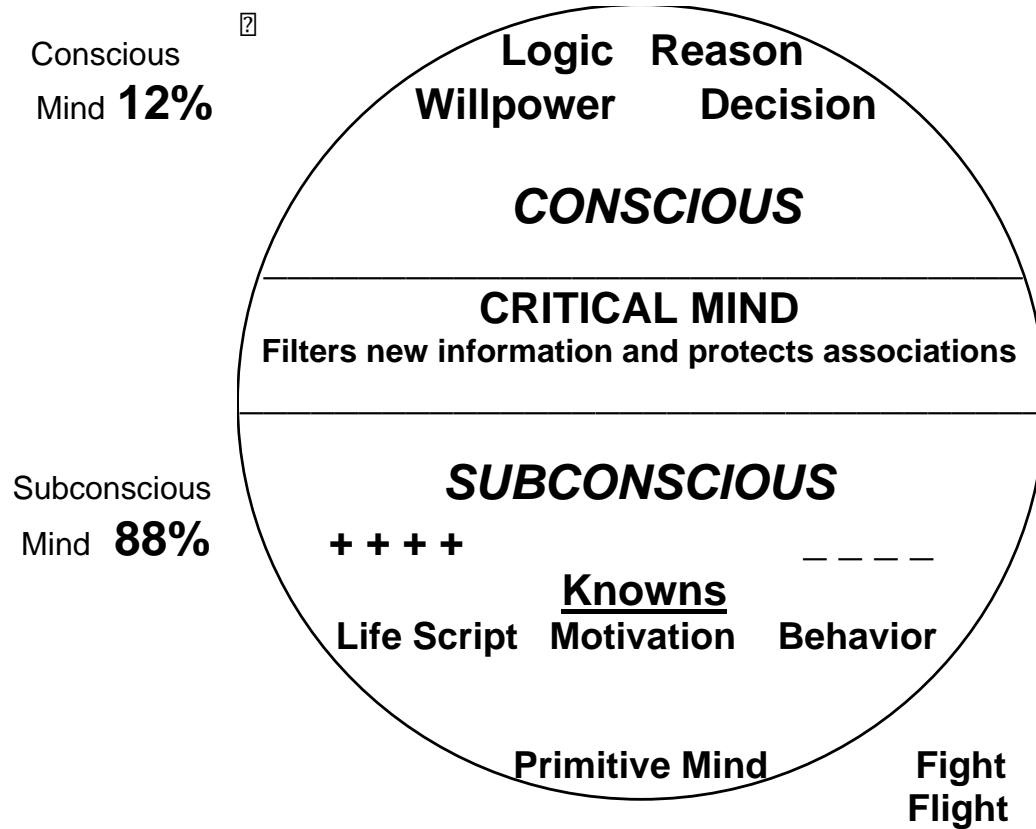 Conscious
Mind 12%
Logic Reason
Willpower Decision
CONSCIOUS
CRITICAL MIND
Filters new information and protects associations
Subconscious
Mind 88%
SUBCONSCIOUS
+ + + + _ _ _ _
Knowns
Life Script Motivation Behavior
Primitive Mind
Fight
Flight